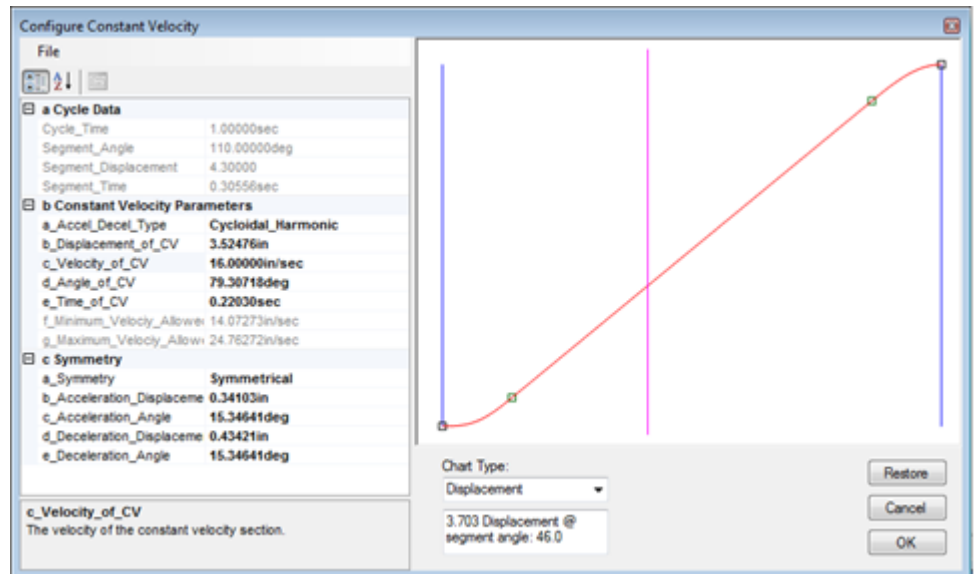 Configure Constant Velocity
File
a Cycle Data
Cycle_Time 1.00000sec
Segment_Angle 110.00000deg
Segment_Displacement 4.30000
Segment_Time 0.30556sec
b Constant Velocity Parameters
a_Accel_Decel_Type Cycloidal_Harmonic
b_Displacement_of_CV 3.52476in
c_Velocity_of_CV 16.00000in/sec
d_Angle_of_CV 79.30718deg
e_Time_of_CV 0.22030sec
f_Minimum_Velociy_Allowe 14.07273in/sec
g_Maximum_Velociy_Allow 24.76272in/sec
c Symmetry
a_Symmetry Symmetrical
b_Acceleration_Displaceme 0.34103in
c_Acceleration_Angle 15.34641deg
d_Deceleration_Displaceme 0.43421in
e_Deceleration_Angle 15.34641deg
c_Velocity_of_CV
The velocity of the constant velocity section.
Chart Type:
Displacement
3.703 Displacement @
segment angle: 46.0
Restore
Cancel
OK